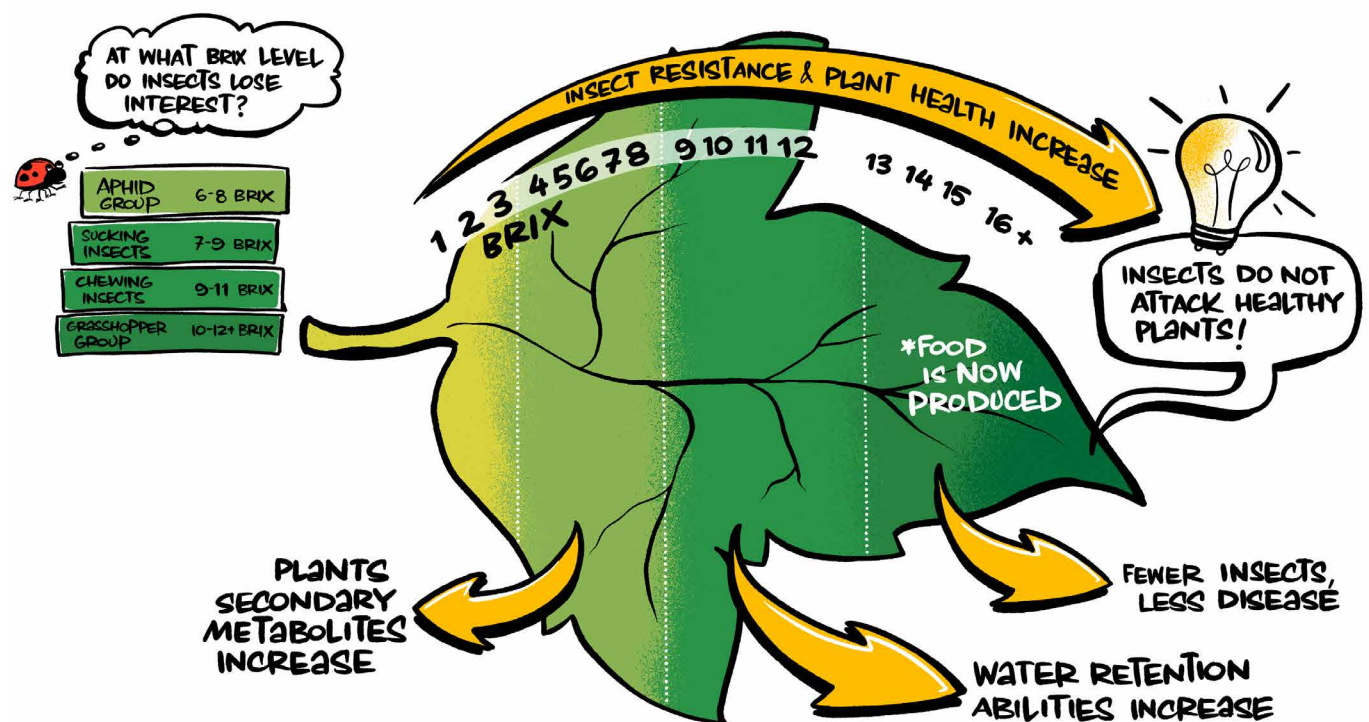 AT WHAT BRIX LEVEL
DO INSECTS LOSE
INTEREST?
APHID
GROUP 6-8 BRIX
SUCKING
INSECTS 7-9 BRIX
CHEWING
INSECTS 9-11 BRIX
GRASSHOPPER
GROUP 10-12+ BRIX
INSECT RESISTANCE & PLANT HEALTH INCREASE
1 2 3 4 5 6 7 8 9 10 11 12 13 14 15 16+
BRIX
INSECTS DO NOT
ATTACK HEALTHY
PLANTS!
*FOOD
IS NOW
PRODUCED
PLANTS
SECONDARY
METABOLITES
INCREASE
FEWER INSECTS,
LESS DISEASE
WATER RETENTION
ABILITIES INCREASE